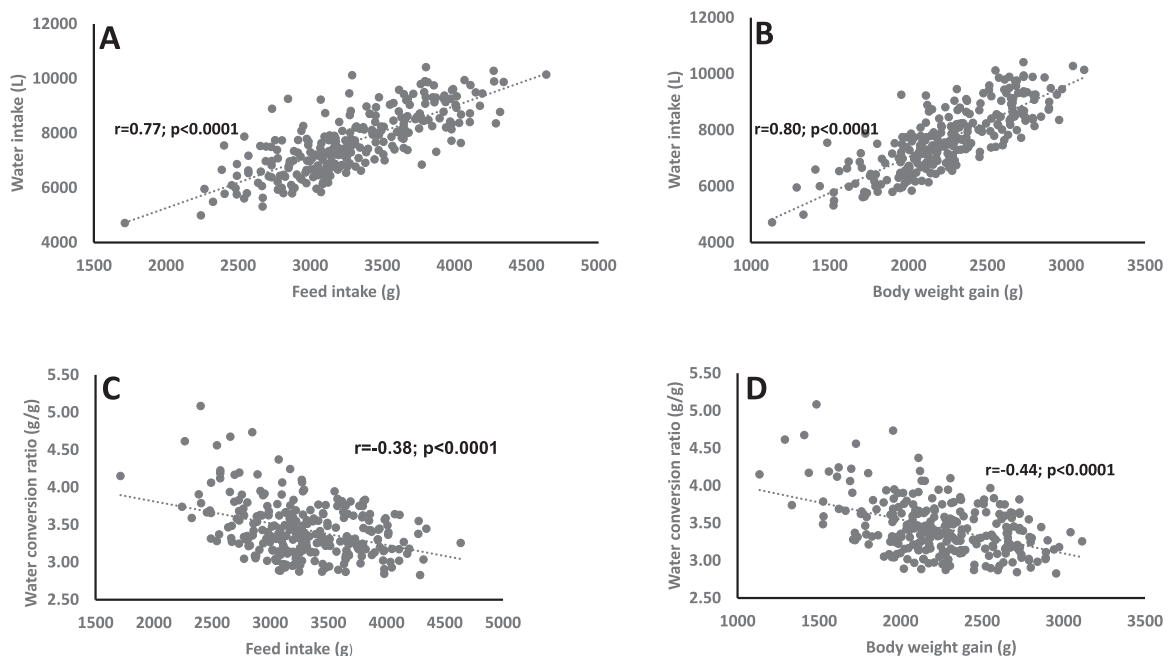 A
12000
10000
8000
6000
4000
Water intake (L)
r=0.77; p<0.0001
1500 2000 2500 3000 3500 4000 4500 5000
Feed intake (g)
B
12000
10000
8000
6000
4000
Water intake (L)
r=0.80; p<0.0001
1000 1500 2000 2500 3000 3500
Body weight gain (g)
C
5.50
5.00
4.50
4.00
3.50
3.00
2.50
Water conversion ratio (g/g)
r=-0.38; p<0.0001
1500 2000 2500 3000 3500 4000 4500 5000
Feed intake (g)
D
5.50
5.00
4.50
4.00
3.50
3.00
2.50
Water conversion ratio (g/g)
r=-0.44; p<0.0001
1000 1500 2000 2500 3000 3500
Body weight gain (g)